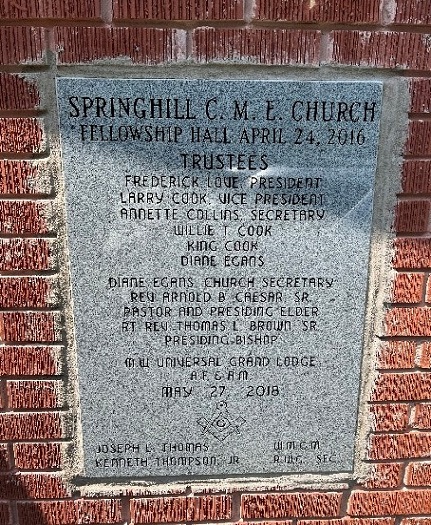 SPRINGHILL C. M. E. CHURCH
FELLOWSHIP HALL APRIL 24, 2016
TRUSTEES
FREDERICK LOVE, PRESIDENT
LARRY COOK, VICE PRESIDENT
ANNETTE COLLINS, SECRETARY
WILLIE T COOK
KING COOK
DIANE EGANS
DIANE EGANS, CHURCH SECRETARY
REV. ARNOLD B CAESAR SR.
PASTOR AND PRESIDING ELDER
RT REV. THOMAS L. BROWN SR.
PRESIDING BISHOP
M.W. UNIVERSAL GRAND LODGE
A.F. & A.M.
MAY 27, 2018
JOSEPH L THOMAS W.M.G.M.
KENNETH THOMPSON, JR R.W.G. SEC.